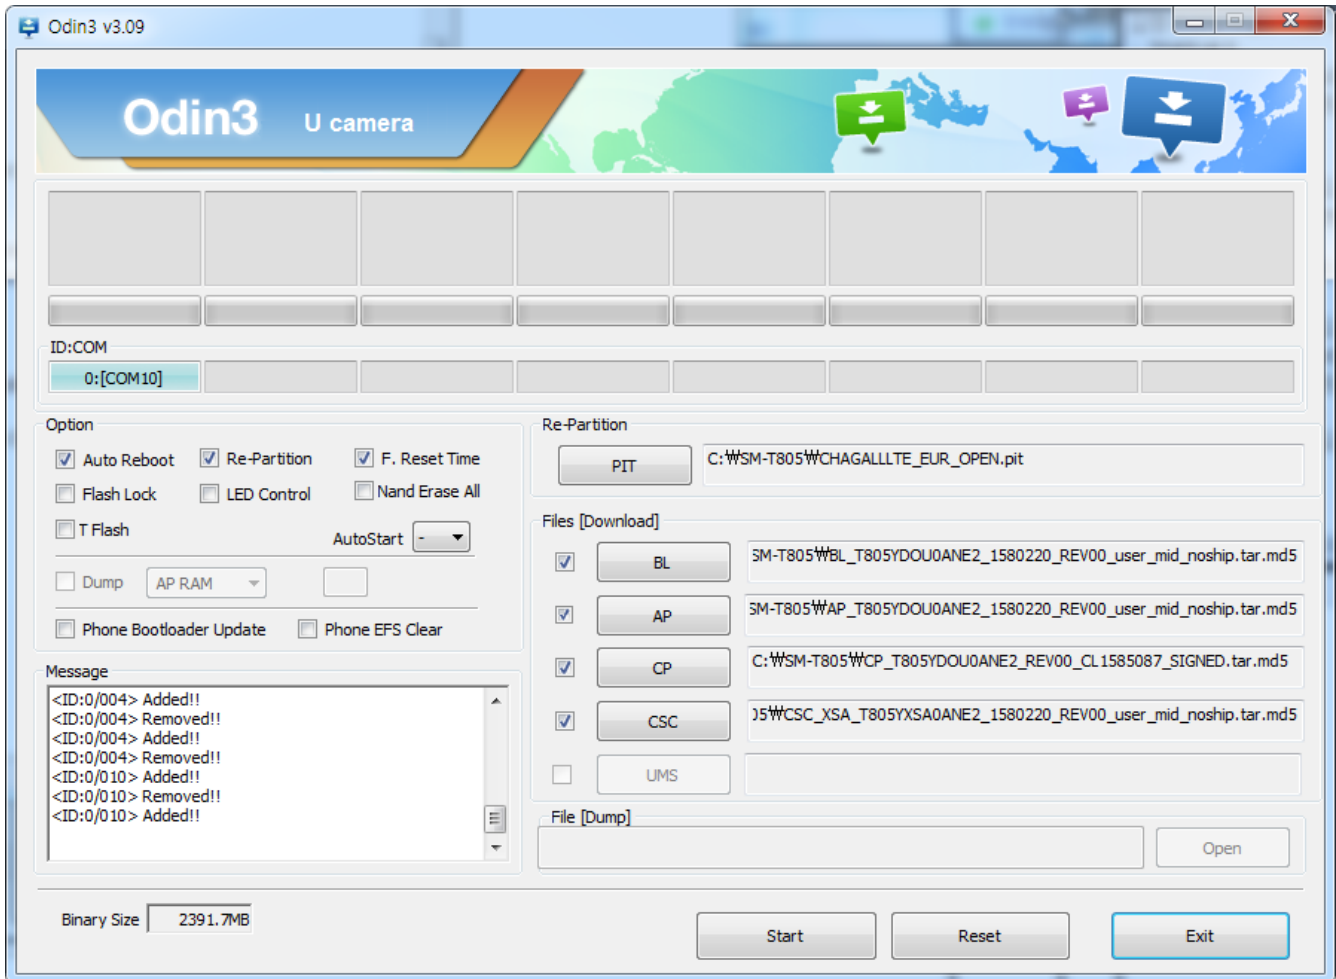 Odin3 v3.09
Odin3 U camera
ID:COM
0:[COM10]
Option
Auto Reboot Re-Partition F. Reset Time
Flash Lock LED Control Nand Erase All
T Flash AutoStart -
Dump AP RAM
Phone Bootloader Update Phone EFS Clear
Message
<ID:0/004> Added!!
<ID:0/004> Removed!!
<ID:0/004> Added!!
<ID:0/004> Removed!!
<ID:0/010> Added!!
<ID:0/010> Removed!!
<ID:0/010> Added!!
Re-Partition
PIT C:₩SM-T805₩CHAGALLLTE_EUR_OPEN.pit
Files [Download]
BL SM-T805₩BL_T805YDOU0ANE2_1580220_REV00_user_mid_noship.tar.md5
AP SM-T805₩AP_T805YDOU0ANE2_1580220_REV00_user_mid_noship.tar.md5
CP C:₩SM-T805₩CP_T805YDOU0ANE2_REV00_CL1585087_SIGNED.tar.md5
CSC 05₩CSC_XSA_T805YXSA0ANE2_1580220_REV00_user_mid_noship.tar.md5
UMS
File [Dump]
Open
Binary Size 2391.7MB
Start Reset Exit